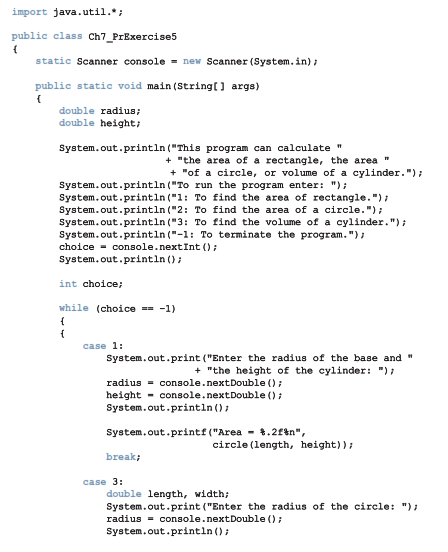 import java.util.*;
public class Ch7_PrExercise5
{
static Scanner console = new Scanner(System.in);
public static void main(String[] args)
{
double radius;
double height;
System.out.println("This program can calculate "
+ "the area of a rectangle, the area "
+ "of a circle, or volume of a cylinder.");
System.out.println("To run the program enter: ");
System.out.println("1: To find the area of rectangle.");
System.out.println("2: To find the area of a circle.");
System.out.println("3: To find the volume of a cylinder.");
System.out.println("-1: To terminate the program.");
choice = console.nextInt();
System.out.println();
int choice;
while (choice == -1)
{
{
case 1:
System.out.print("Enter the radius of the base and "
+ "the height of the cylinder: ");
radius = console.nextDouble();
height = console.nextDouble();
System.out.println();
System.out.printf("Area = %.2f%n",
circle(length, height));
break;
case 3:
double length, width;
System.out.print("Enter the radius of the circle: ");
radius = console.nextDouble();
System.out.println();